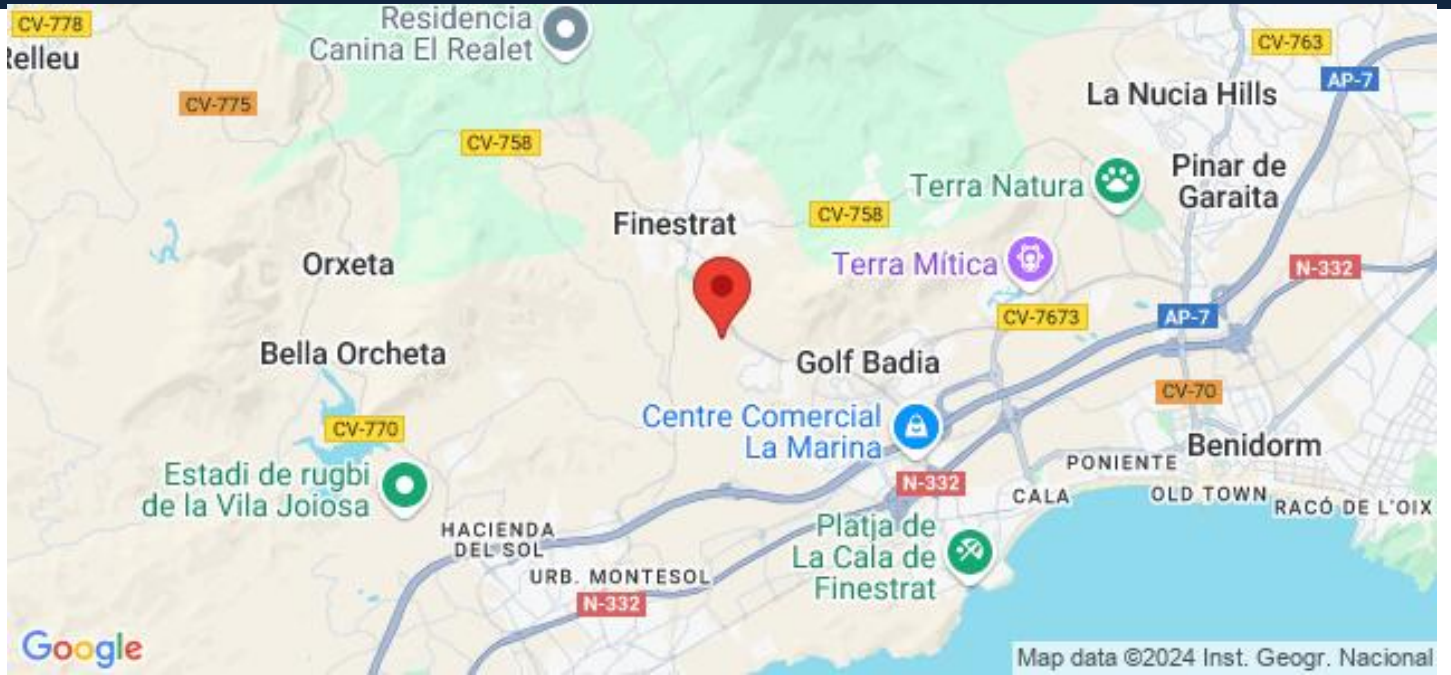 CV-778
Residencia
Canina El Realet
CV-763
AP-7
La Nucia Hills
CV-775
CV-758
Pinar de
Garaita
Terra Natura
CV-758
Finestrat
Orxeta
Terra Mítica
N-332
CV-7673
AP-7
Bella Orcheta
Golf Badia
CV-70
Centre Comercial
La Marina
CV-770
Benidorm
PONIENTE
Estadi de rugbi
de la Vila Joiosa
N-332
CALA
OLD TOWN
RACÓ DE L'OIX
HACIENDA
DEL SOL
Platja de
La Cala de
Finestrat
URB. MONTESOL
N-332
Google
Map data ©2024 Inst. Geogr. Nacional